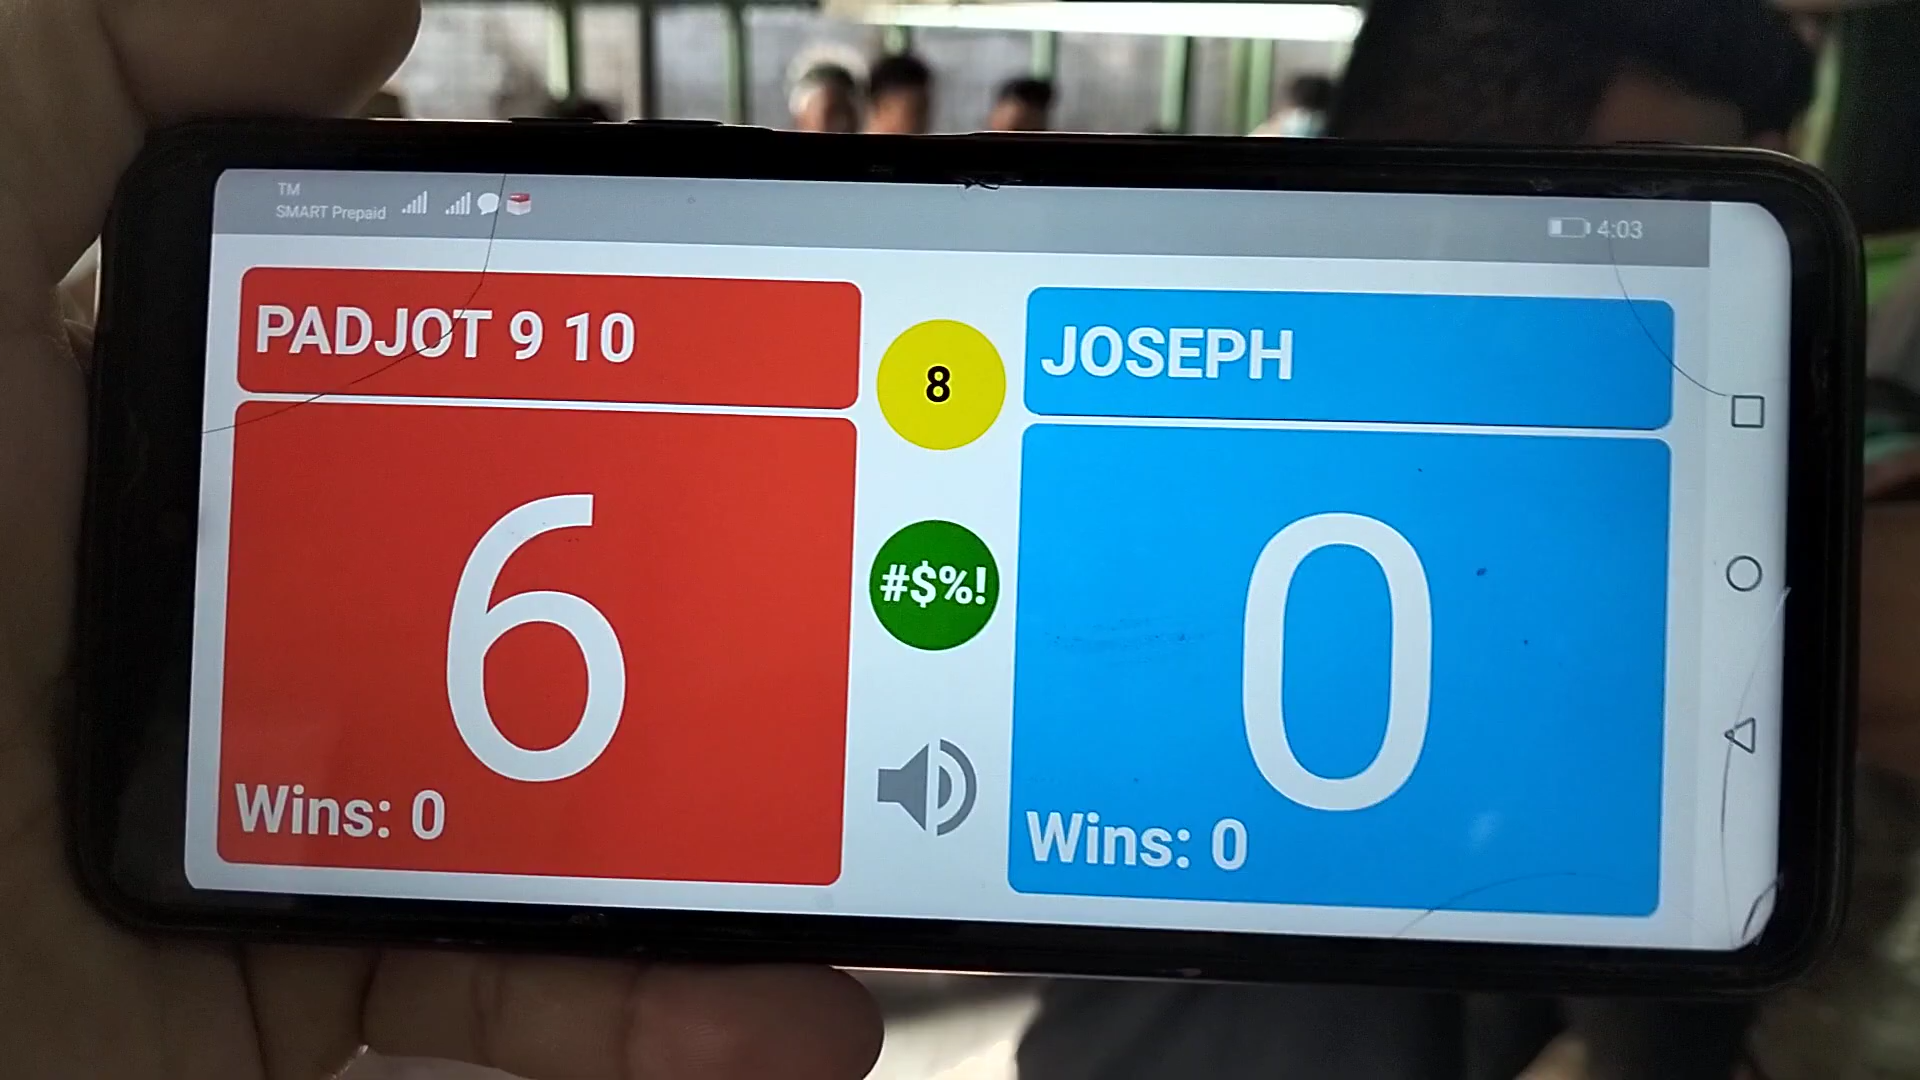 TM
SMART Prepaid
4:03
PADJOT 9 10
8
JOSEPH
6
#$%!
0
Wins: 0
Wins: 0